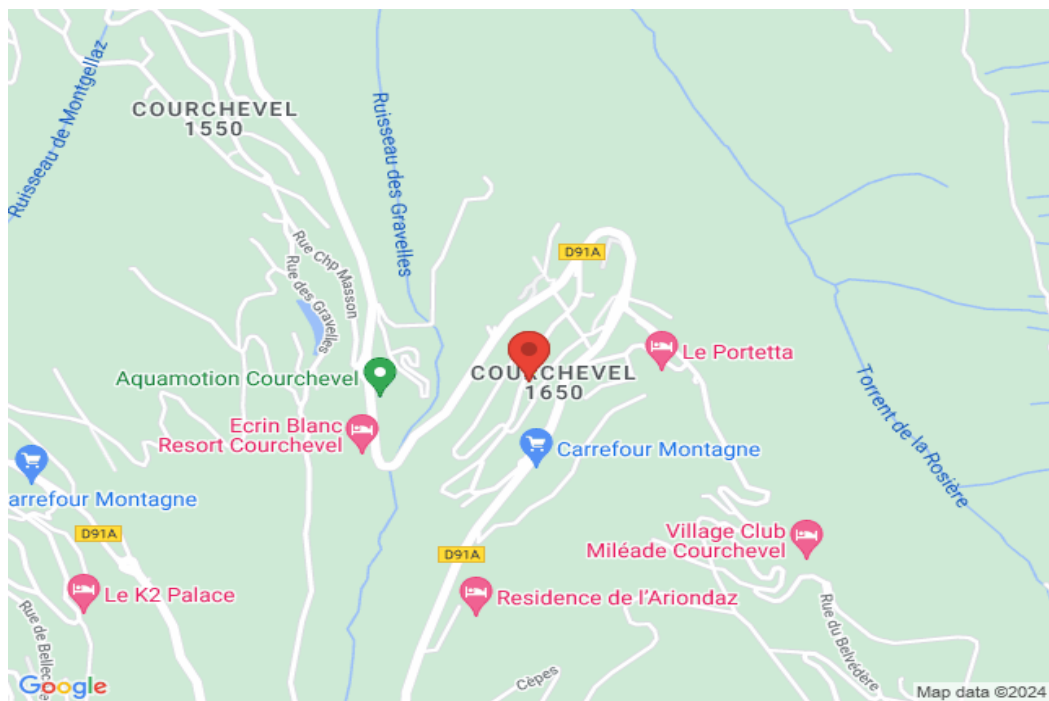 COURCHEVEL
1550
Ruisseau de Montgellaz
Ruisseau des Gravelles
D91A
Rue Chp Masson
Rue des Gravelles
Le Portetta
COURCHEVEL
1650
Aquamotion Courchevel
Ecrin Blanc
Resort Courchevel
Carrefour Montagne
Torrent de la Rosière
arrefour Montagne
D91A
D91A
Village Club
Miléade Courchevel
Le K2 Palace
Residence de l'Ariondaz
Rue de Bellec
Rue du Belvédère
Cèpes
Google
Map data ©2024